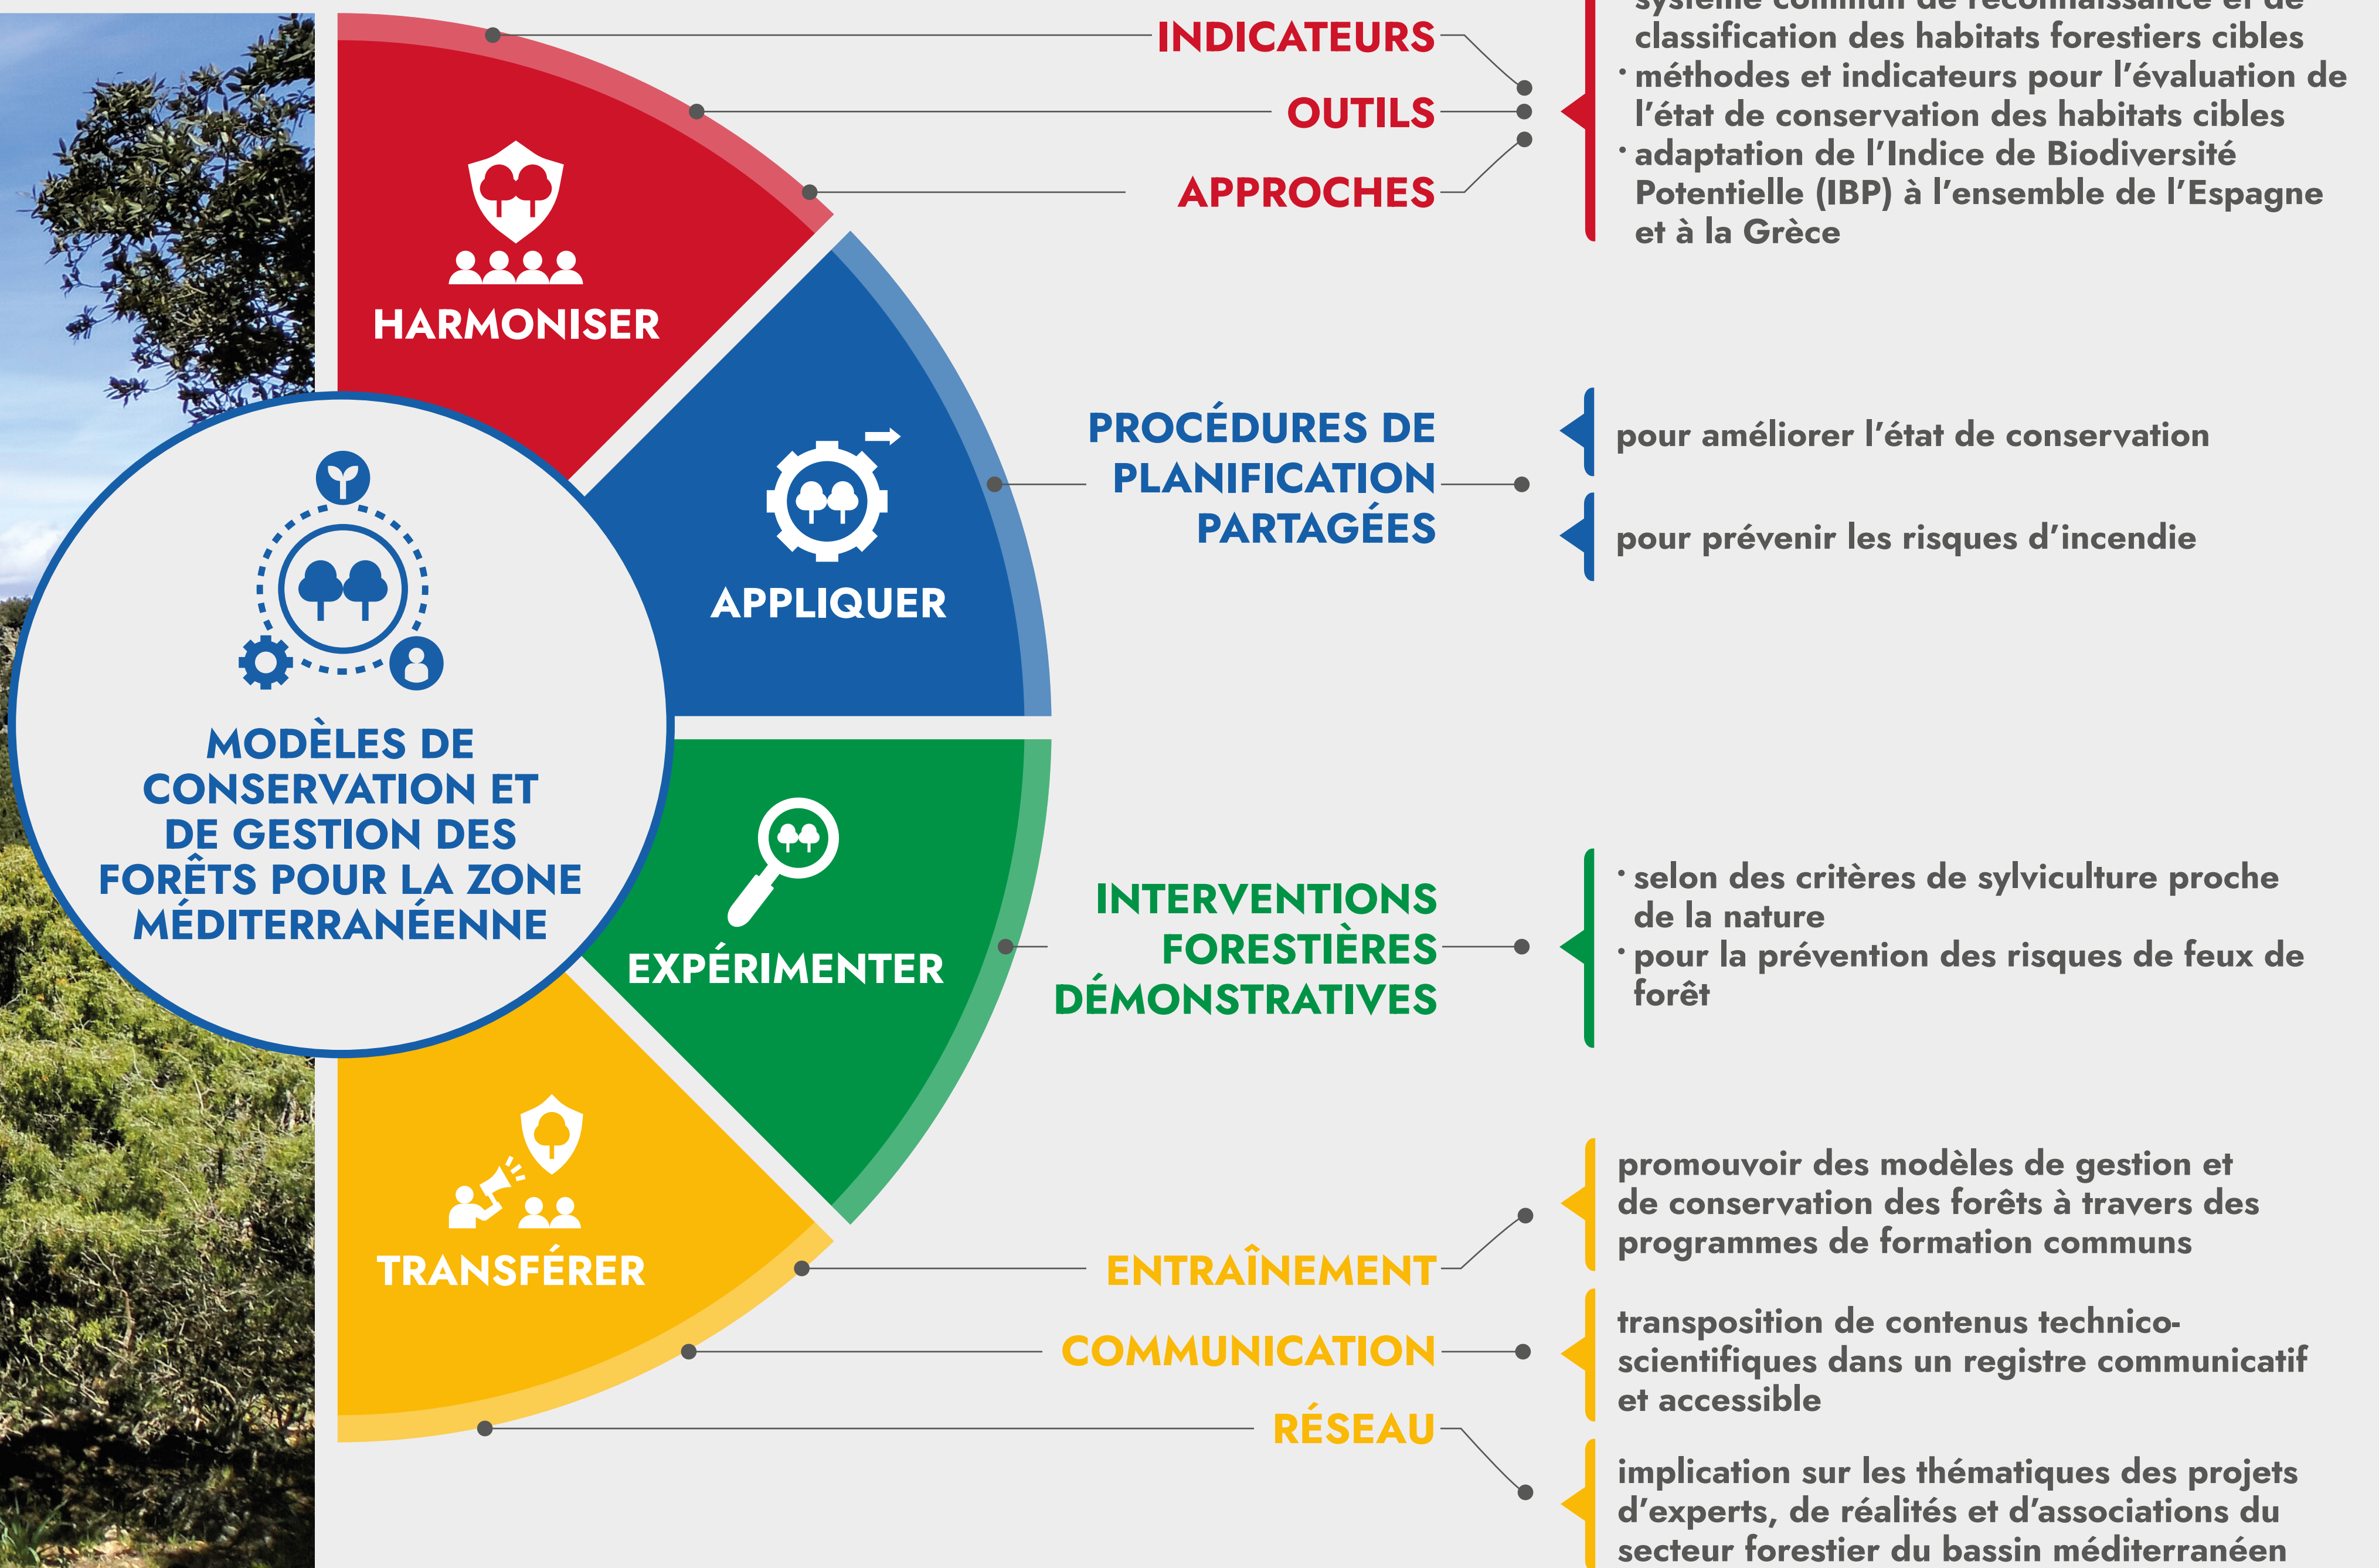 INDICATEURS
OUTILS
APPROCHES
système commun de reconnaissance et de
classification des habitats forestiers cibles
· méthodes et indicateurs pour l’évaluation de
l’état de conservation des habitats cibles
· adaptation de l’Indice de Biodiversité
Potentielle (IBP) à l’ensemble de l’Espagne
et à la Grèce
HARMONISER
PROCÉDURES DE
PLANIFICATION
PARTAGÉES
pour améliorer l’état de conservation
pour prévenir les risques d’incendie
APPLIQUER
MODÈLES DE
CONSERVATION ET
DE GESTION DES
FORÊTS POUR LA ZONE
MÉDITERRANÉENNE
EXPÉRIMENTER
INTERVENTIONS
FORESTIÈRES
DÉMONSTRATIVES
· selon des critères de sylviculture proche
de la nature
· pour la prévention des risques de feux de
forêt
TRANSFÉRER
ENTRAÎNEMENT
promouvoir des modèles de gestion et
de conservation des forêts à travers des
programmes de formation communs
COMMUNICATION
transposition de contenus technico-
scientifiques dans un registre communicatif
et accessible
RÉSEAU
implication sur les thématiques des projets
d’experts, de réalités et d’associations du
secteur forestier du bassin méditerranéen